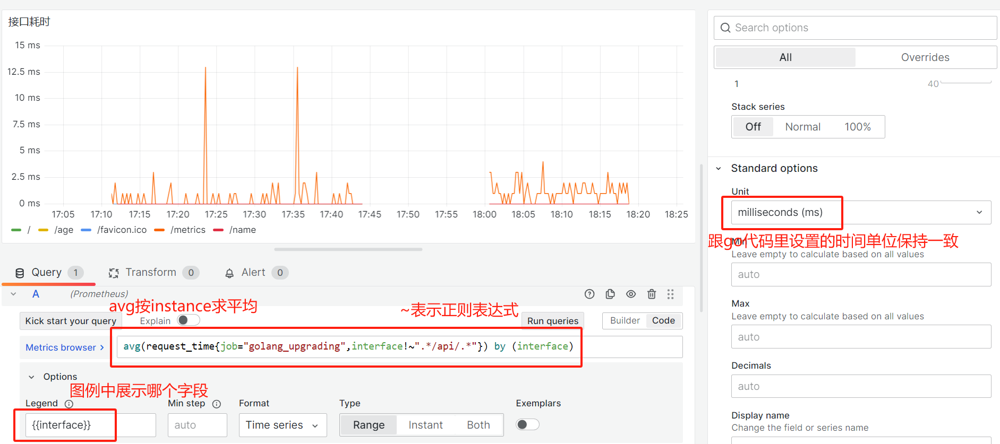 接口耗时
15 ms
12.5 ms
10 ms
7.5 ms
5 ms
2.5 ms
0 ms
17:05 17:10 17:15 17:20 17:25 17:30 17:35 17:40 17:45 17:50 17:55 18:00 18:05 18:10 18:15 18:20 18:25
/ /age /favicon.ico /metrics /name
Query 1 Transform 0 Alert 0
A (Prometheus)
avg按instance求平均
~表示正则表达式
Kick start your query Explain Run queries Builder Code
Metrics browser > avg(request_time{job="golang_upgrading",interface!~".*/api/.*"}) by (interface)
Options
图例中展示哪个字段
Legend Min step Format Type Exemplars
{{interface}} auto Time series Range Instant Both
Search options
All Overrides
1 40
Stack series
Off Normal 100%
Standard options
Unit
milliseconds (ms)
跟go代码里设置的时间单位保持一致
Min
Leave empty to calculate based on all values
auto
Max
Leave empty to calculate based on all values
auto
Decimals
auto
Display name
Change the field or series name